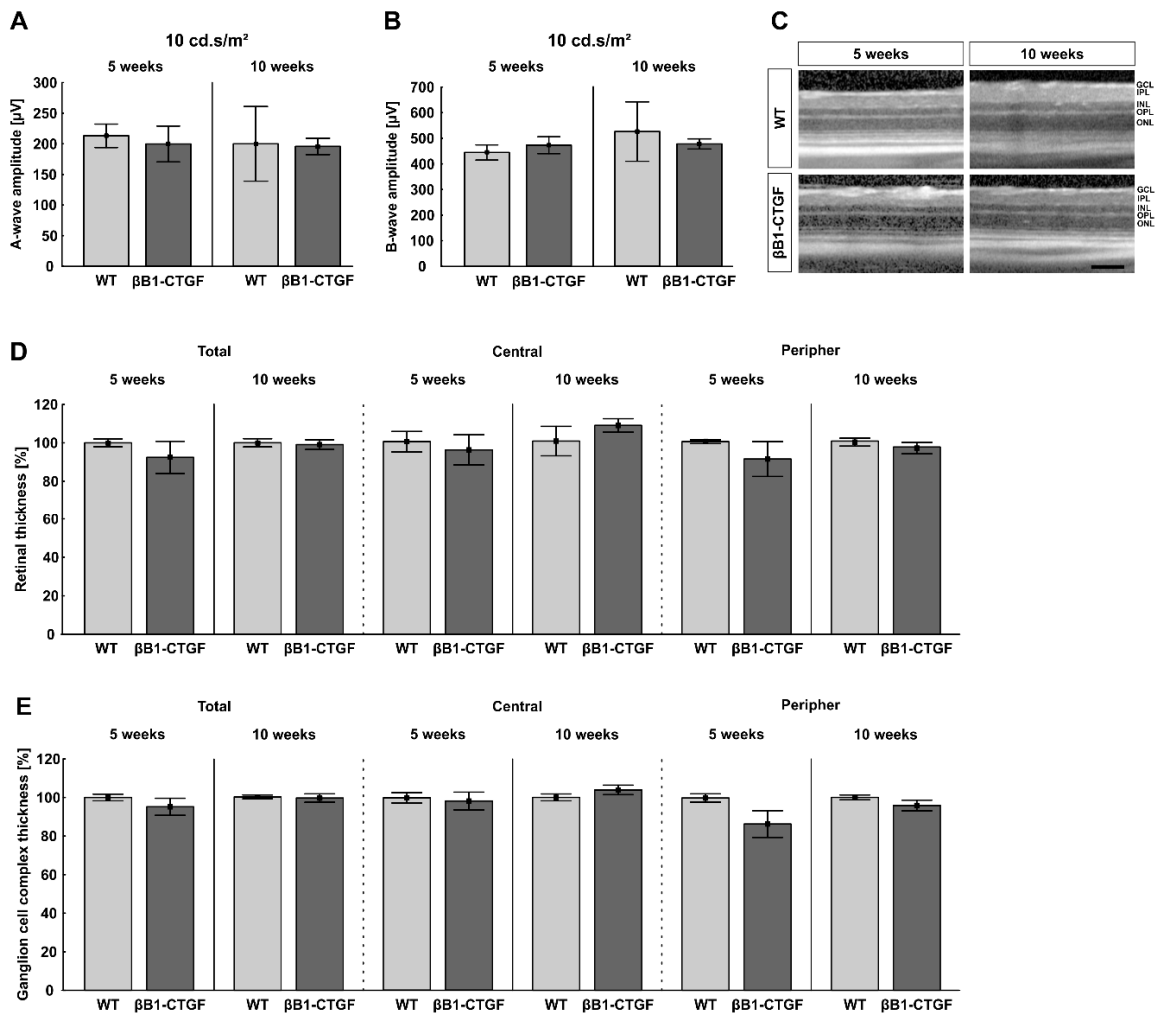 A
10 cd.s/m²
5 weeks
10 weeks
A-wave amplitude [µV]
300
250
200
150
100
50
0
WT
βB1-CTGF
WT
βB1-CTGF
B
10 cd.s/m²
5 weeks
10 weeks
B-wave amplitude [µV]
700
600
500
400
300
200
100
0
WT
βB1-CTGF
WT
βB1-CTGF
C
5 weeks
10 weeks
WT
GCL
IPL
INL
OPL
ONL
βB1-CTGF
GCL
IPL
INL
OPL
ONL
D
Total
Central
Peripher
5 weeks
10 weeks
5 weeks
10 weeks
5 weeks
10 weeks
Retinal thickness [%]
120
100
80
60
40
20
0
WT
βB1-CTGF
WT
βB1-CTGF
WT
βB1-CTGF
WT
βB1-CTGF
WT
βB1-CTGF
WT
βB1-CTGF
E
Total
Central
Peripher
5 weeks
10 weeks
5 weeks
10 weeks
5 weeks
10 weeks
Ganglion cell complex thickness [%]
120
100
80
60
40
20
0
WT
βB1-CTGF
WT
βB1-CTGF
WT
βB1-CTGF
WT
βB1-CTGF
WT
βB1-CTGF
WT
βB1-CTGF